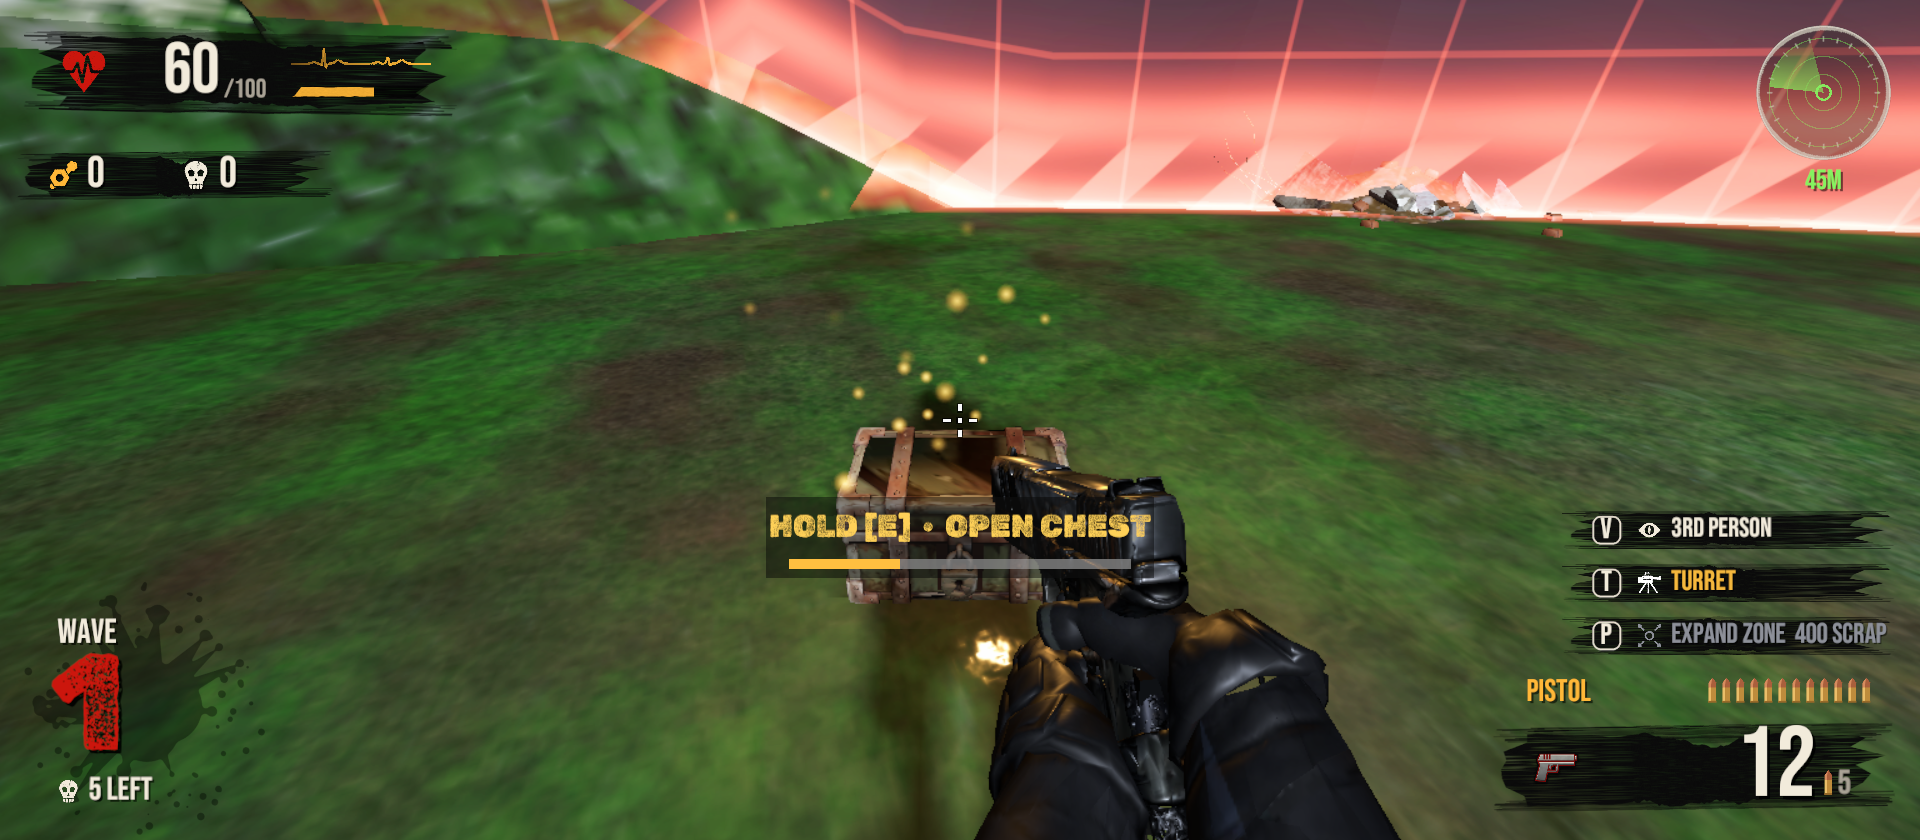 60 /100
0 0
45M
HOLD [E] · OPEN CHEST
V 3RD PERSON
T TURRET
P EXPAND ZONE 400 SCRAP
WAVE
1
5 LEFT
PISTOL
12 5